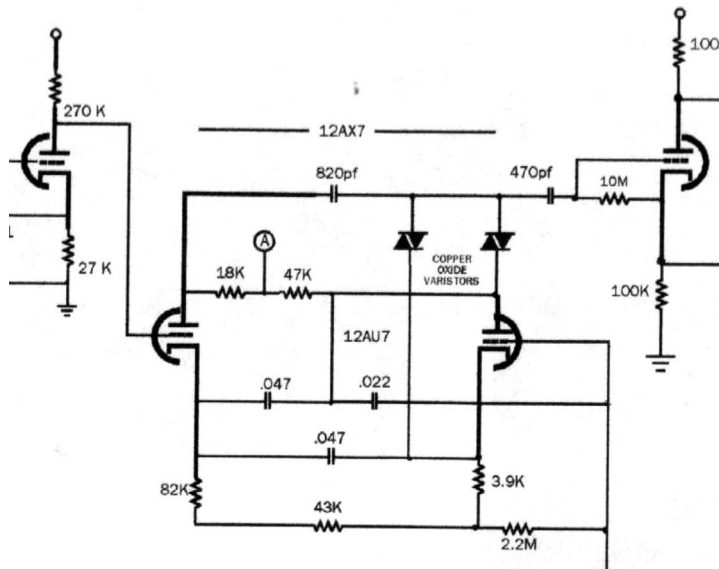 100
270 K
12AX7
820pf
470pf
10M
A
COPPER
OXIDE
VARISTORS
27 K
18K
47K
100K
12AU7
.047
.022
.047
3.9K
82K
43K
2.2M